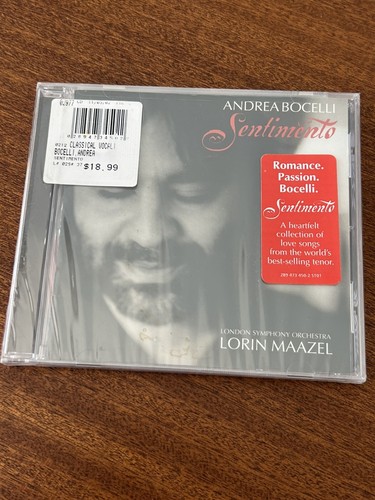 ANDREA BOCELLI
Sentimento
0212 CLASSICAL VOCAL
BOCELLI,ANDREA
SENTIMENTO
$18.99
Romance.
Passion.
Bocelli.
Sentimento
A heartfelt
collection of
love songs
from the world's
best-selling tenor.
LONDON SYMPHONY ORCHESTRA
LORIN MAAZEL